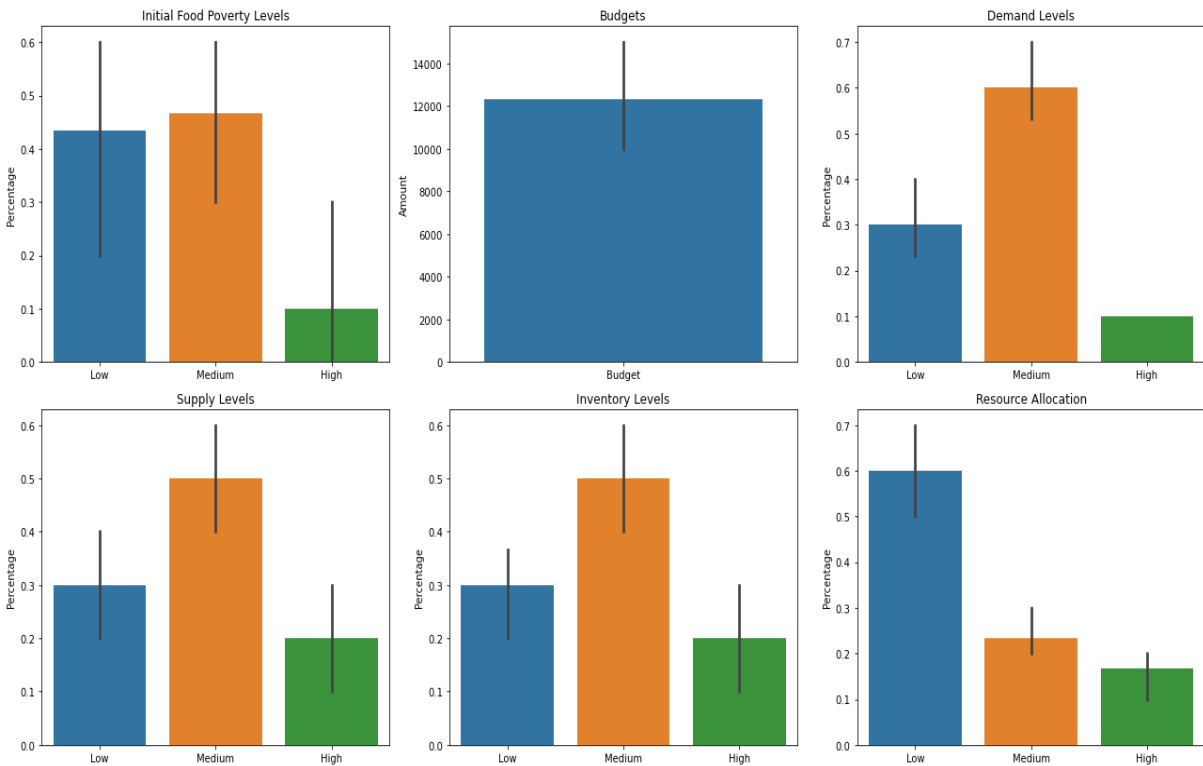 Initial Food Poverty Levels
Percentage
0.6
0.5
0.4
0.3
0.2
0.1
0.0
Low Medium High
Budgets
Amount
14000
12000
10000
8000
6000
4000
2000
0
Budget
Demand Levels
Percentage
0.7
0.6
0.5
0.4
0.3
0.2
0.1
0.0
Low Medium High
Supply Levels
Percentage
0.6
0.5
0.4
0.3
0.2
0.1
0.0
Low Medium High
Inventory Levels
Percentage
0.6
0.5
0.4
0.3
0.2
0.1
0.0
Low Medium High
Resource Allocation
Percentage
0.7
0.6
0.5
0.4
0.3
0.2
0.1
0.0
Low Medium High